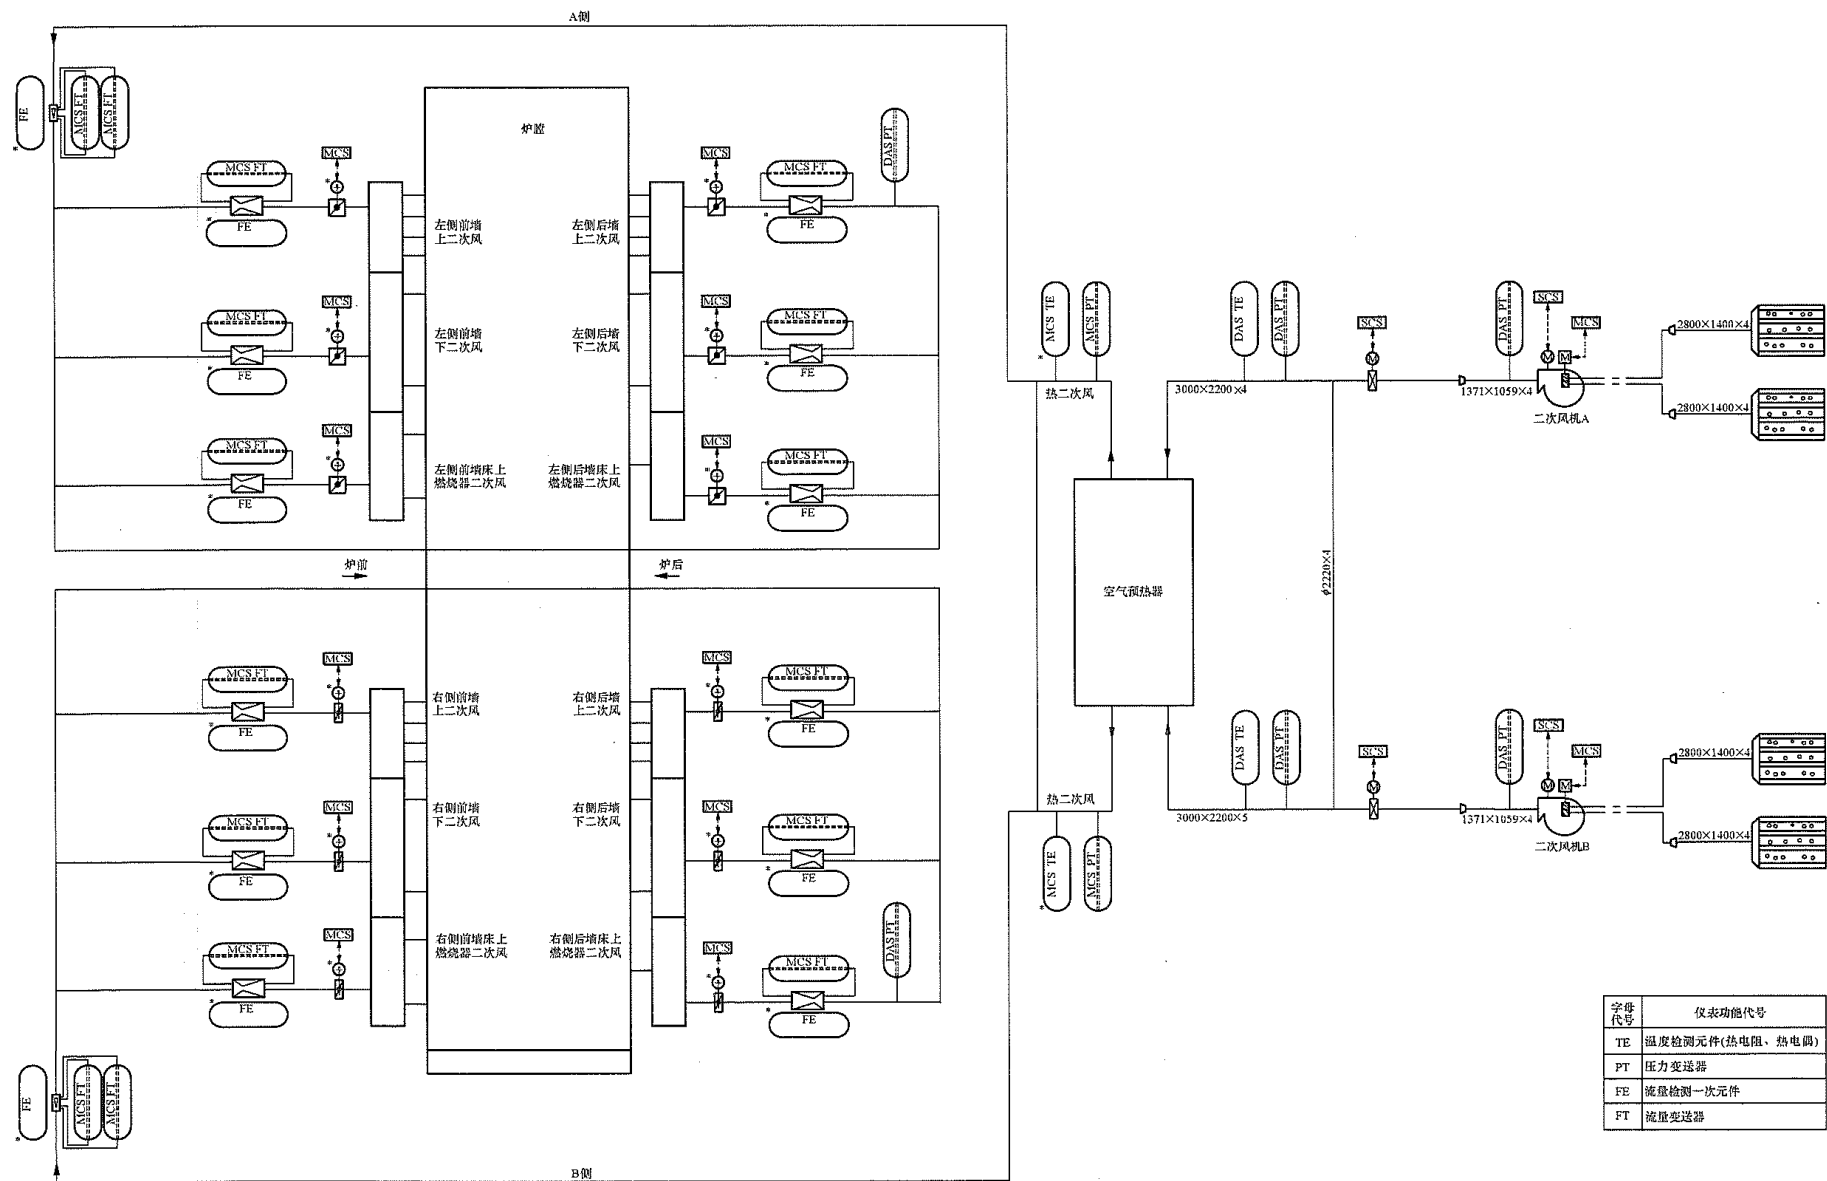 A侧
FE
MCS FT
MCS FT
*
炉膛
MCS FT
*
FE
MCS
*
左侧前墙
上二次风
左侧后墙
上二次风
MCS
*
MCS FT
*
FE
DAS PT
MCS FT
*
FE
MCS
*
左侧前墙
下二次风
左侧后墙
下二次风
MCS
*
MCS FT
*
FE
MCS FT
*
FE
MCS
*
左侧前墙床上
燃烧器二次风
左侧后墙床上
燃烧器二次风
MCS
*
MCS FT
*
FE
炉前
炉后
MCS TE
*
MCS PT
热二次风
DAS TE
DAS PT
3000×2200×4
SCS
M
DAS PT
1371×1059×4
SCS
M
M
MCS
二次风机A
2800×1400×4
2800×1400×4
空气预热器
φ2220×4
MCS FT
*
FE
MCS
*
右侧前墙
上二次风
右侧后墙
上二次风
MCS
*
MCS FT
*
FE
MCS FT
*
FE
MCS
*
右侧前墙
下二次风
右侧后墙
下二次风
MCS
*
MCS FT
*
FE
MCS FT
*
FE
MCS
*
右侧前墙床上
燃烧器二次风
右侧后墙床上
燃烧器二次风
MCS
*
MCS FT
*
FE
DAS PT
热二次风
MCS TE
*
MCS PT
DAS TE
DAS PT
3000×2200×5
SCS
M
DAS PT
1371×1059×4
SCS
M
M
MCS
二次风机B
2800×1400×4
2800×1400×4
FE
MCS FT
MCS FT
*
B侧
字母代号 仪表功能代号
TE 温度检测元件(热电阻、热电偶)
PT 压力变送器
FE 流量检测一次元件
FT 流量变送器